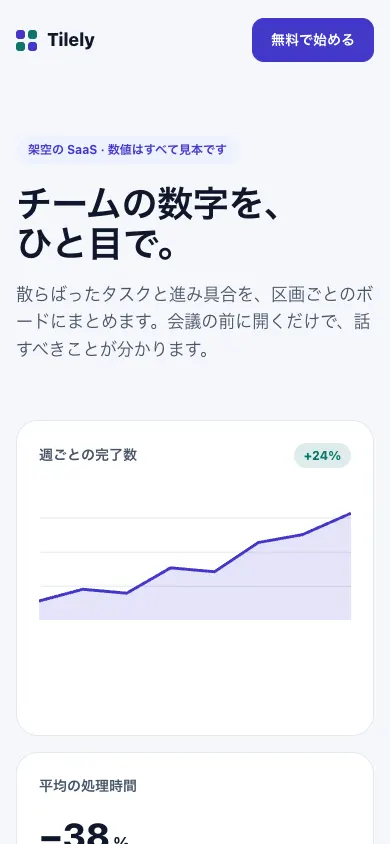 Tilely
無料で始める
架空の SaaS · 数値はすべて見本です
チームの数字を、
ひと目で。
散らばったタスクと進み具合を、区画ごとのボ
ードにまとめます。会議の前に開くだけで、話
すべきことが分かります。
週ごとの完了数
+24%
平均の処理時間
−38%